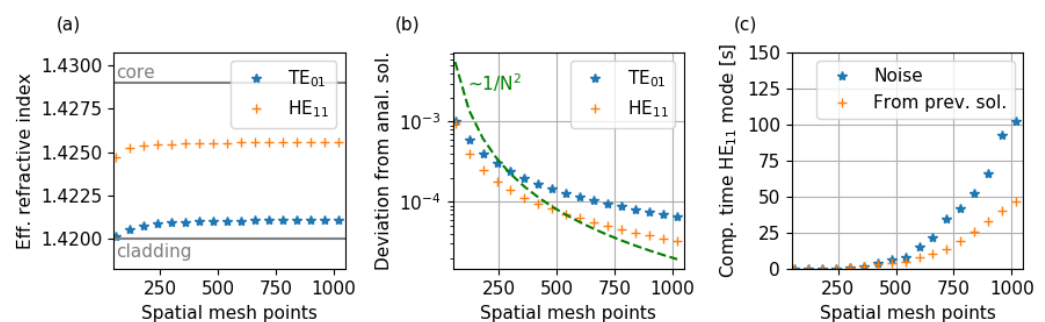 (a)
Eff. refractive index
1.4300
1.4275
1.4250
1.4225
1.4200
core
cladding
TE01
HE11
250
500
750
1000
Spatial mesh points
(b)
Deviation from anal. sol.
10−3
10−4
~1/N2
TE01
HE11
250
500
750
1000
Spatial mesh points
(c)
Comp. time HE11 mode [s]
150
125
100
75
50
25
0
Noise
From prev. sol.
250
500
750
1000
Spatial mesh points